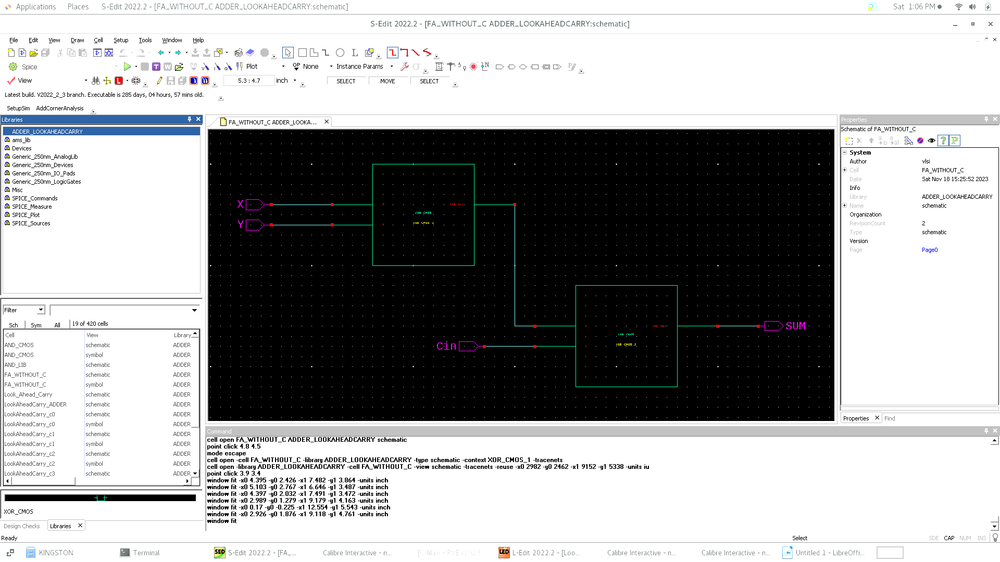 Applications Places S-Edit 2022.2 - [FA_WITHOUT_C ADDER_LOOKAHEADCARRY:schematic] Sat 1:06 PM
S-Edit 2022.2 - [FA_WITHOUT_C ADDER_LOOKAHEADCARRY:schematic]
File Edit View Draw Cell Setup Tools Window Help
Spice Plot OP None Instance Params
View 5.3 : 4.7 inch SELECT MOVE SELECT
Latest build. V2022_2_3 branch. Executable is 285 days, 04 hours, 57 mins old.
SetupSim AddCornerAnalysis
Libraries
ADDER_LOOKAHEADCARRY
ams_lib
Devices
Generic_250nm_AnalogLib
Generic_250nm_Devices
Generic_250nm_IO_Pads
Generic_250nm_LogicGates
Misc
SPICE_Commands
SPICE_Measure
SPICE_Plot
SPICE_Sources
Filter
Sch Sym All 19 of 420 cells
Cell View Library
AND_CMOS schematic ADDER
AND_CMOS symbol ADDER
AND_LIB schematic ADDER
FA_WITHOUT_C schematic ADDER
FA_WITHOUT_C symbol ADDER
Look_Ahead_Carry schematic ADDER
LookAheadCarry_ADDER schematic ADDER
LookAheadCarry_c0 schematic ADDER
LookAheadCarry_c0 symbol ADDER
LookAheadCarry_c1 schematic ADDER
LookAheadCarry_c1 symbol ADDER
LookAheadCarry_c2 schematic ADDER
LookAheadCarry_c2 symbol ADDER
LookAheadCarry_c3 schematic ADDER
XOR_CMOS
Design Checks Libraries
Ready
FA_WITHOUT_C ADDER_LOOKA...
X
Y
XOR_CMOS
XOR_CMOS_1
Cin
XOR_CMOS
XOR_CMOS_2
SUM
Properties
Schematic of FA_WITHOUT_C
System
Author vlsi
Cell FA_WITHOUT_C
Date Sat Nov 18 15:25:52 2023
Info
Library ADDER_LOOKAHEADCARRY
Name schematic
Organization
RevisionCount 2
Type schematic
Version
Page Page0
Properties Find
Command
cell open FA_WITHOUT_C ADDER_LOOKAHEADCARRY schematic
point click 4.8 4.5
mode escape
cell open -cell FA_WITHOUT_C -library ADDER_LOOKAHEADCARRY -type schematic -context XOR_CMOS_1 -tracenets
cell open -library ADDER_LOOKAHEADCARRY -cell FA_WITHOUT_C -view schematic -tracenets -reuse -x0 2982 -y0 2462 -x1 9152 -y1 5338 -units iu
point click 3.9 3.4
window fit -x0 4.395 -y0 2.426 -x1 7.482 -y1 3.864 -units inch
window fit -x0 5.103 -y0 2.767 -x1 6.646 -y1 3.487 -units inch
window fit -x0 4.397 -y0 2.032 -x1 7.491 -y1 3.472 -units inch
window fit -x0 2.989 -y0 1.279 -x1 9.179 -y1 4.163 -units inch
window fit -x0 0.17 -y0 -0.225 -x1 12.554 -y1 5.543 -units inch
window fit -x0 2.926 -y0 1.876 -x1 9.118 -y1 4.761 -units inch
window fit
Select SDE CAP NUM INS
KINGSTON Terminal S-Edit 2022.2 - [FA_... Calibre Interactive - n... L-Edit 2022.2 - [Loo... Calibre Interactive - n... Calibre Interactive - n... Untitled 1 - LibreOffi...